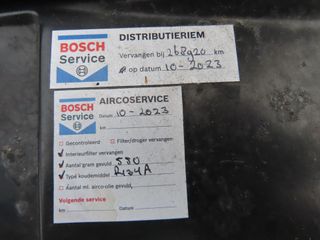 BOSCH
Service
DISTRIBUTIERIEM
Vervangen bij 268920 km
of op datum 10-2023
BOSCH
Service
AIRCOSERVICE
Datum 10-2023
km
Gecontroleerd Filter/droger vervangen
Interieurfilter vervangen
Aantal gram gevuld 580
Type koudemiddel R134A
Aantal ml. airco-olie gevuld
Volgende service
km Datum